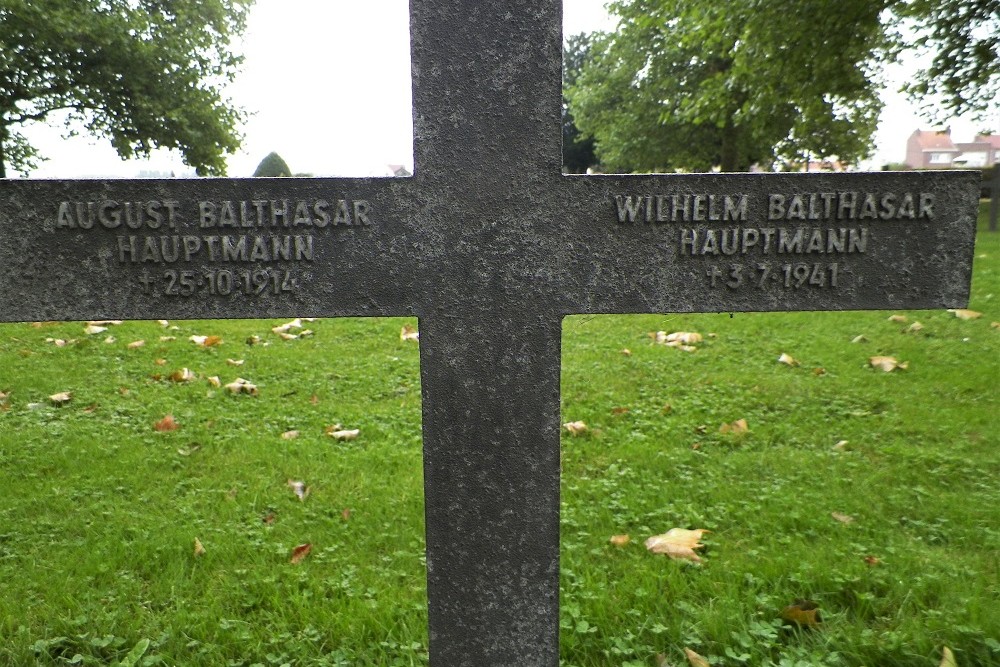 AUGUST BALTHASAR
HAUPTMANN
† 25·10·1914
WILHELM BALTHASAR
HAUPTMANN
† 3·7·1941